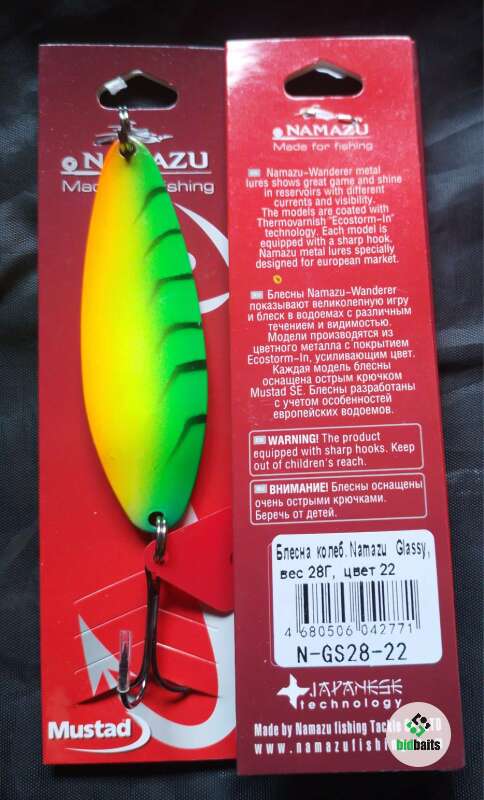 NAMAZU
Made for fishing
Mustad
NAMAZU
Made for fishing
Namazu-Wanderer metal
lures shows great game and shine
in reservoirs with different
currents and visibility.
The models are coated with
Thermovarnish "Ecostorm-In"
technology. Each model is
equipped with a sharp hook.
Namazu metal lures specially
designed for european market.
Блесны Namazu-Wanderer
показывают великолепную игру
и блеск в водоемах с различным
течением и видимостью.
Модели производятся из
цветного металла с покрытием
Ecostorm-In, усиливающим цвет.
Каждая модель блесны
оснащена острым крючком
Mustad SE. Блесны разработаны
с учетом особенностей
европейских водоемов.
WARNING! The product
equipped with sharp hooks. Keep
out of children's reach.
ВНИМАНИЕ! Блесны оснащены
очень острыми крючками.
Беречь от детей.
Блесна колеб. Namazu Glassy,
вес 28Г, цвет 22
4 680506 042771
N-GS28-22
JAPANESE
technology
Made by Namazu fishing Tackle LTD
www.namazufishin
bidbaits